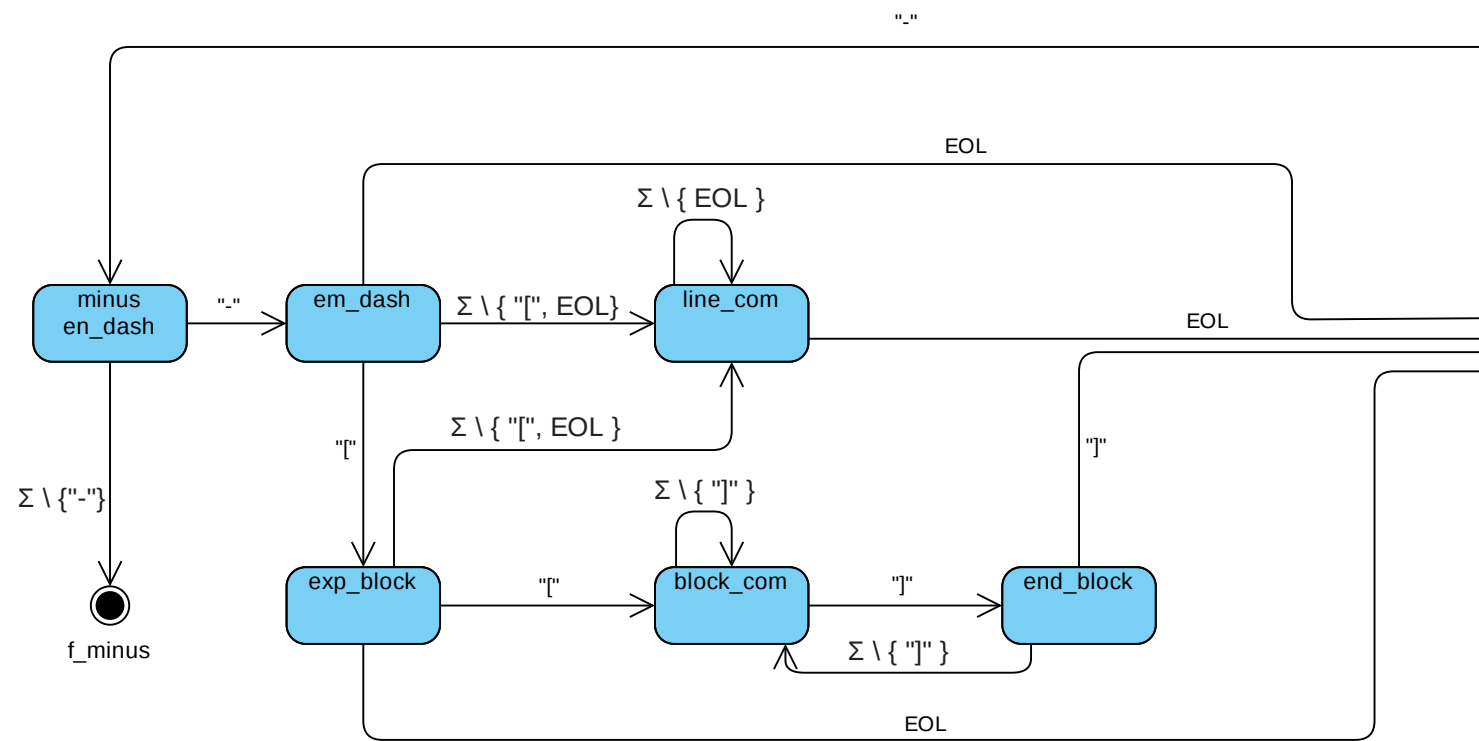 "-"
EOL
Σ \ { EOL }
minus
en_dash
"-"
em_dash
Σ \ { "[", EOL}
line_com
EOL
Σ \ { "[", EOL }
"["
"]"
Σ \ {"-"}
Σ \ { "]" }
exp_block
"["
block_com
"]"
end_block
f_minus
Σ \ { "]" }
EOL